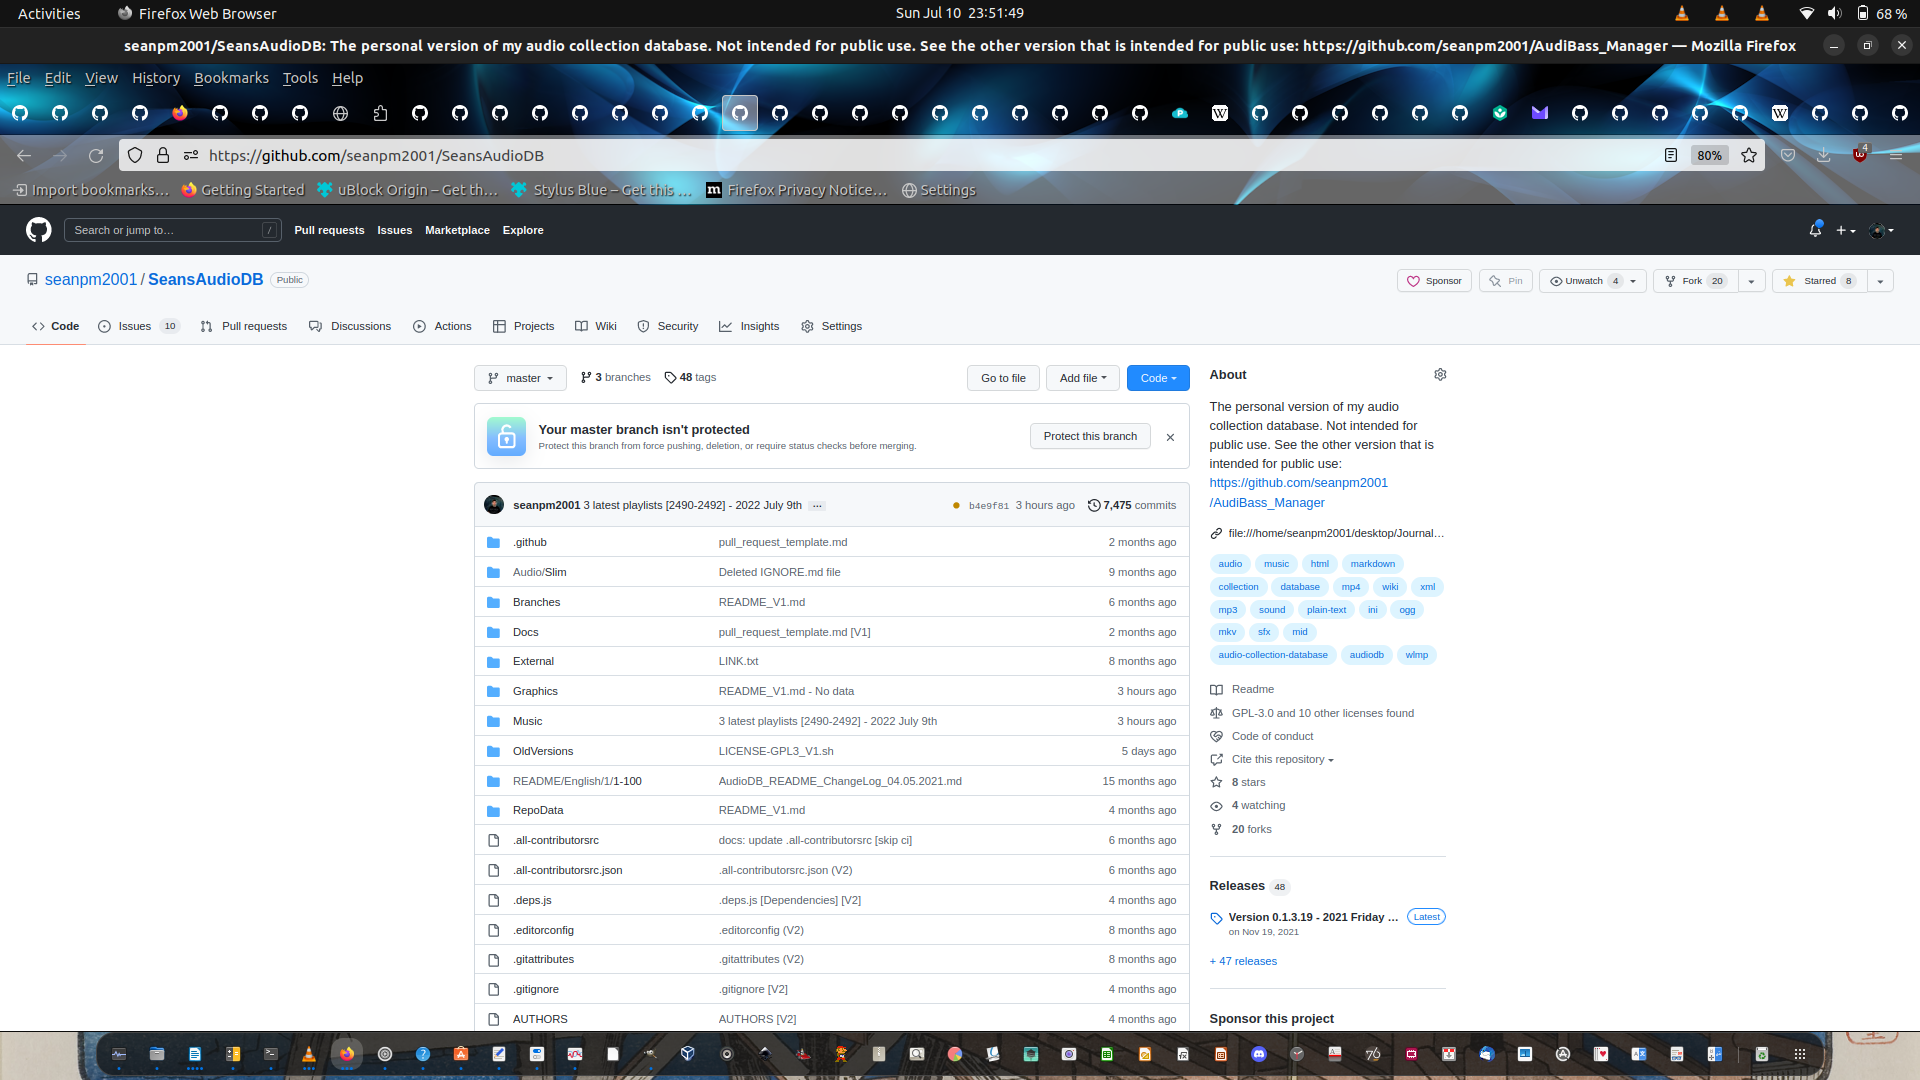 Activities Firefox Web Browser Sun Jul 10 23:51:49 68 %
seanpm2001/SeansAudioDB: The personal version of my audio collection database. Not intended for public use. See the other version that is intended for public use: https://github.com/seanpm2001/AudiBass_Manager — Mozilla Firefox
File Edit View History Bookmarks Tools Help
https://github.com/seanpm2001/SeansAudioDB 80% 4
Import bookmarks… Getting Started uBlock Origin – Get th… Stylus Blue – Get this … Firefox Privacy Notice… Settings
Search or jump to… / Pull requests Issues Marketplace Explore
seanpm2001 / SeansAudioDB Public Sponsor Pin Unwatch 4 Fork 20 Starred 8
Code Issues 10 Pull requests Discussions Actions Projects Wiki Security Insights Settings
master 3 branches 48 tags Go to file Add file Code
Your master branch isn't protected
Protect this branch from force pushing, deletion, or require status checks before merging.
Protect this branch
seanpm2001 3 latest playlists [2490-2492] - 2022 July 9th … b4e9f81 3 hours ago 7,475 commits
.github pull_request_template.md 2 months ago
Audio/Slim Deleted IGNORE.md file 9 months ago
Branches README_V1.md 6 months ago
Docs pull_request_template.md [V1] 2 months ago
External LINK.txt 8 months ago
Graphics README_V1.md - No data 3 hours ago
Music 3 latest playlists [2490-2492] - 2022 July 9th 3 hours ago
OldVersions LICENSE-GPL3_V1.sh 5 days ago
README/English/1/1-100 AudioDB_README_ChangeLog_04.05.2021.md 15 months ago
RepoData README_V1.md 4 months ago
.all-contributorsrc docs: update .all-contributorsrc [skip ci] 6 months ago
.all-contributorsrc.json .all-contributorsrc.json (V2) 6 months ago
.deps.js .deps.js [Dependencies] [V2] 4 months ago
.editorconfig .editorconfig (V2) 8 months ago
.gitattributes .gitattributes (V2) 8 months ago
.gitignore .gitignore [V2] 4 months ago
AUTHORS AUTHORS [V2] 4 months ago
About
The personal version of my audio
collection database. Not intended for
public use. See the other version that is
intended for public use:
https://github.com/seanpm2001
/AudiBass_Manager
file:///home/seanpm2001/desktop/Journal…
audio music html markdown
collection database mp4 wiki xml
mp3 sound plain-text ini ogg
mkv sfx mid
audio-collection-database audiodb wlmp
Readme
GPL-3.0 and 10 other licenses found
Code of conduct
Cite this repository
8 stars
4 watching
20 forks
Releases 48
Version 0.1.3.19 - 2021 Friday … Latest
on Nov 19, 2021
+ 47 releases
Sponsor this project